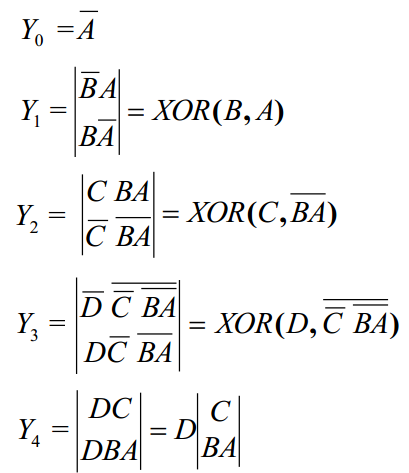 Y₀ = A̅
Y₁ = |B̅A
BA̅| = XOR(B, A)
Y₂ = |C BA
C̅ B̅A̅| = XOR(C, B̅A̅)
Y₃ = |D̅ C̿ B̿A̿
DC̅ B̅A̅| = XOR(D, C̿ B̿A̿)
Y₄ = |DC
DBA| = D|C
BA|